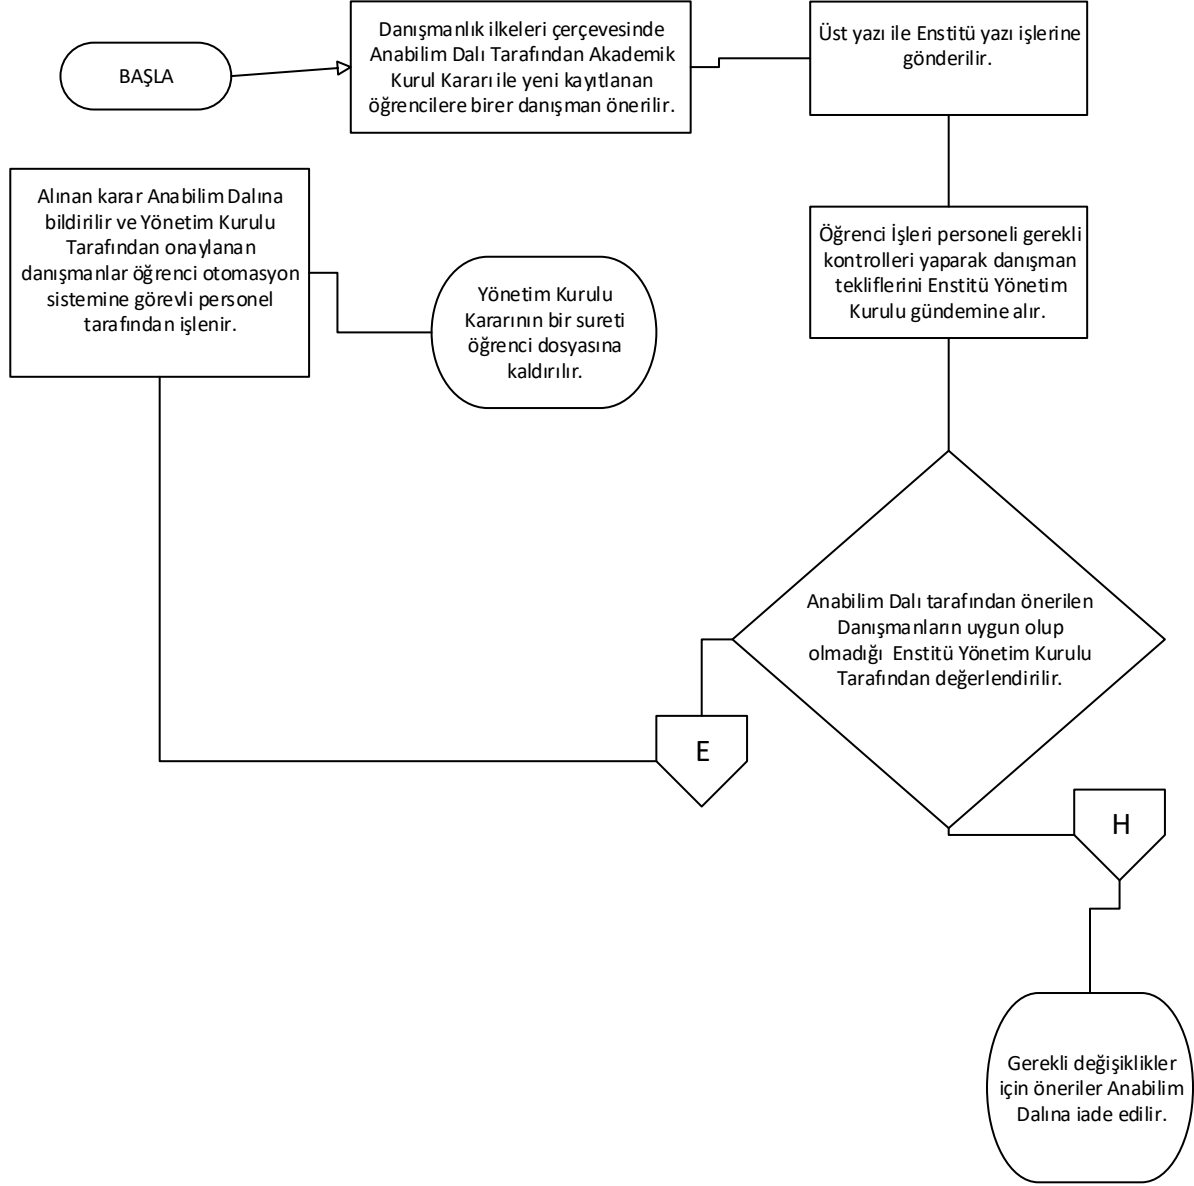 BAŞLA
Danışmanlık ilkeleri çerçevesinde
Anabilim Dalı Tarafından Akademik
Kurul Kararı ile yeni kayıtlanan
öğrencilere birer danışman önerilir.
Üst yazı ile Enstitü yazı işlerine
gönderilir.
Öğrenci İşleri personeli gerekli
kontrolleri yaparak danışman
tekliflerini Enstitü Yönetim
Kurulu gündemine alır.
Anabilim Dalı tarafından önerilen
Danışmanların uygun olup
olmadığı Enstitü Yönetim Kurulu
Tarafından değerlendirilir.
E
Alınan karar Anabilim Dalına
bildirilir ve Yönetim Kurulu
Tarafından onaylanan
danışmanlar öğrenci otomasyon
sistemine görevli personel
tarafından işlenir.
Yönetim Kurulu
Kararının bir sureti
öğrenci dosyasına
kaldırılır.
H
Gerekli değişiklikler
için öneriler Anabilim
Dalına iade edilir.